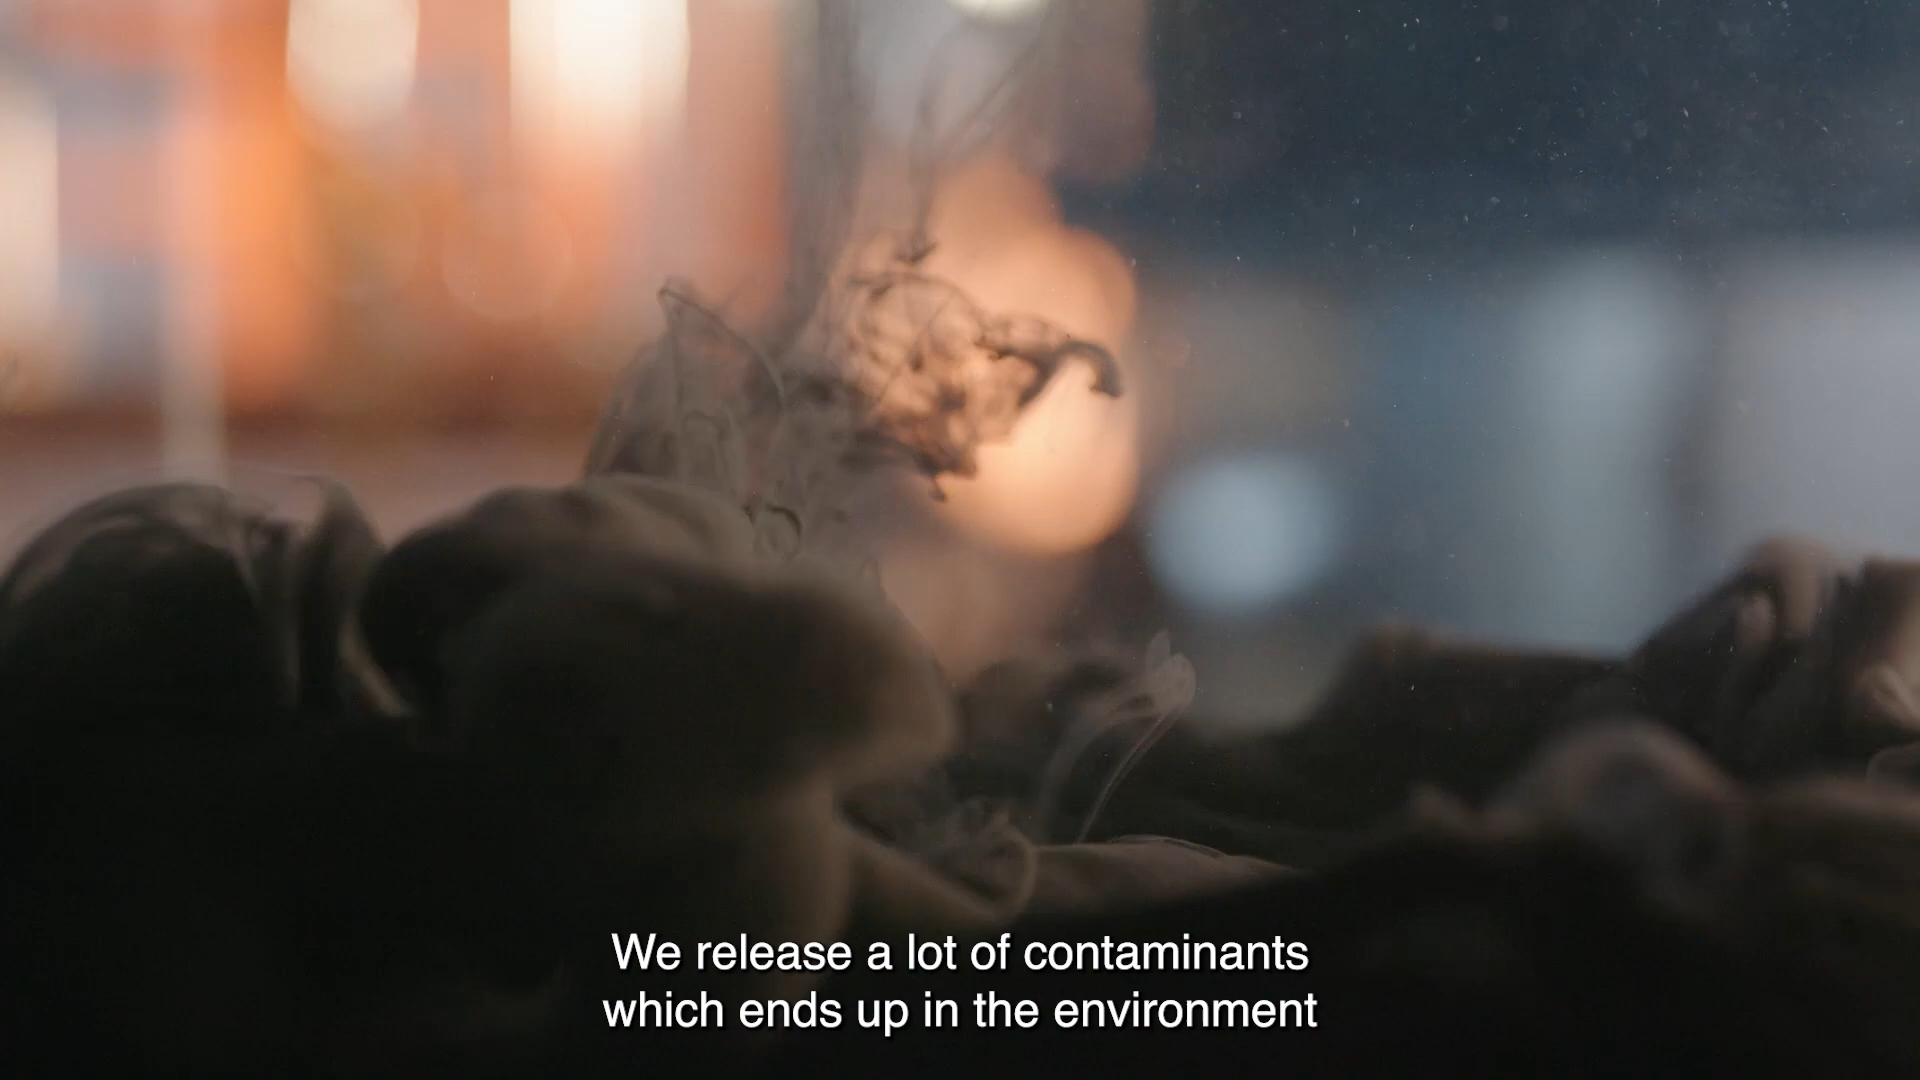 We release a lot of contaminants
which ends up in the environment